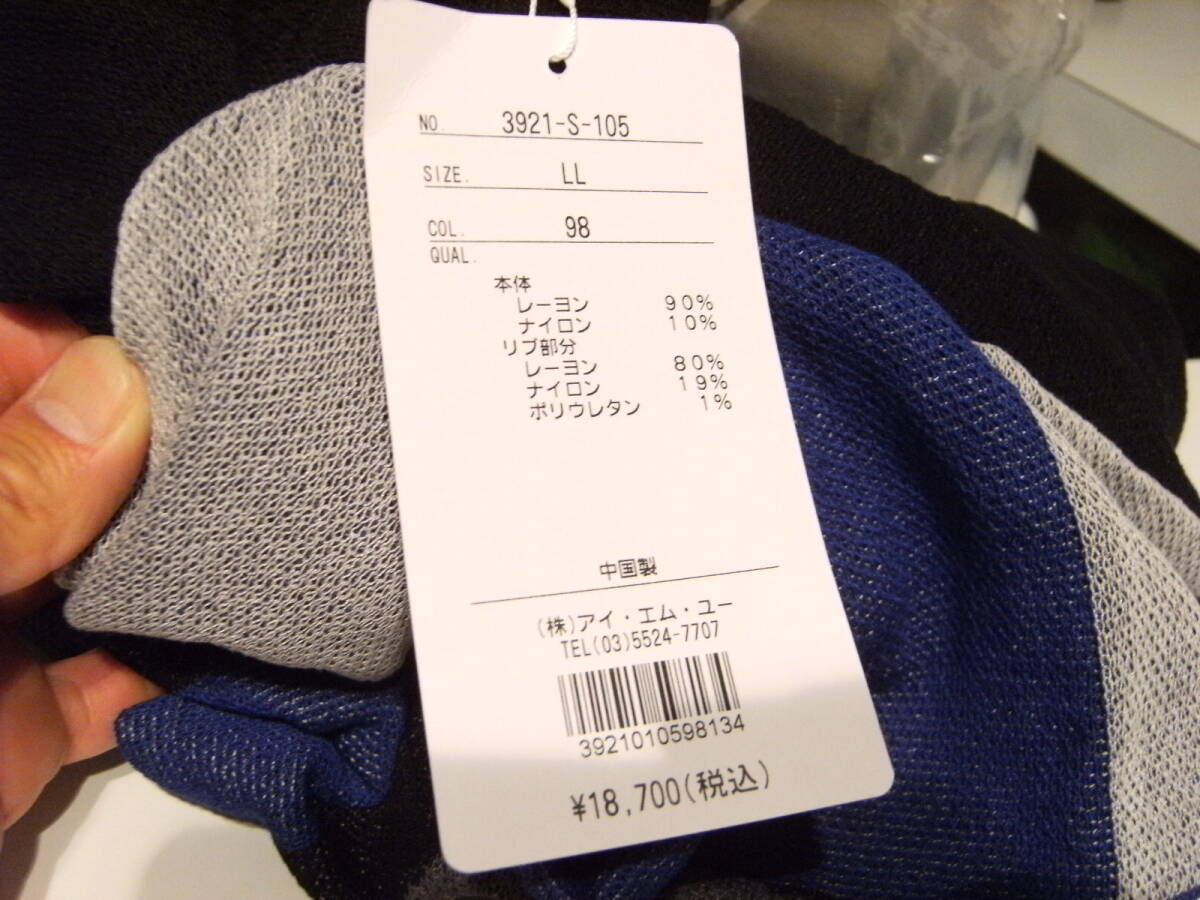 NO. 3921-S-105
SIZE. LL
COL. 98
QUAL.
本体
レーヨン 90%
ナイロン 10%
リブ部分
レーヨン 80%
ナイロン 19%
ポリウレタン 1%
中国製
(株)アイ・エム・ユー
TEL(03)5524-7707
3921010598134
¥18,700(税込)